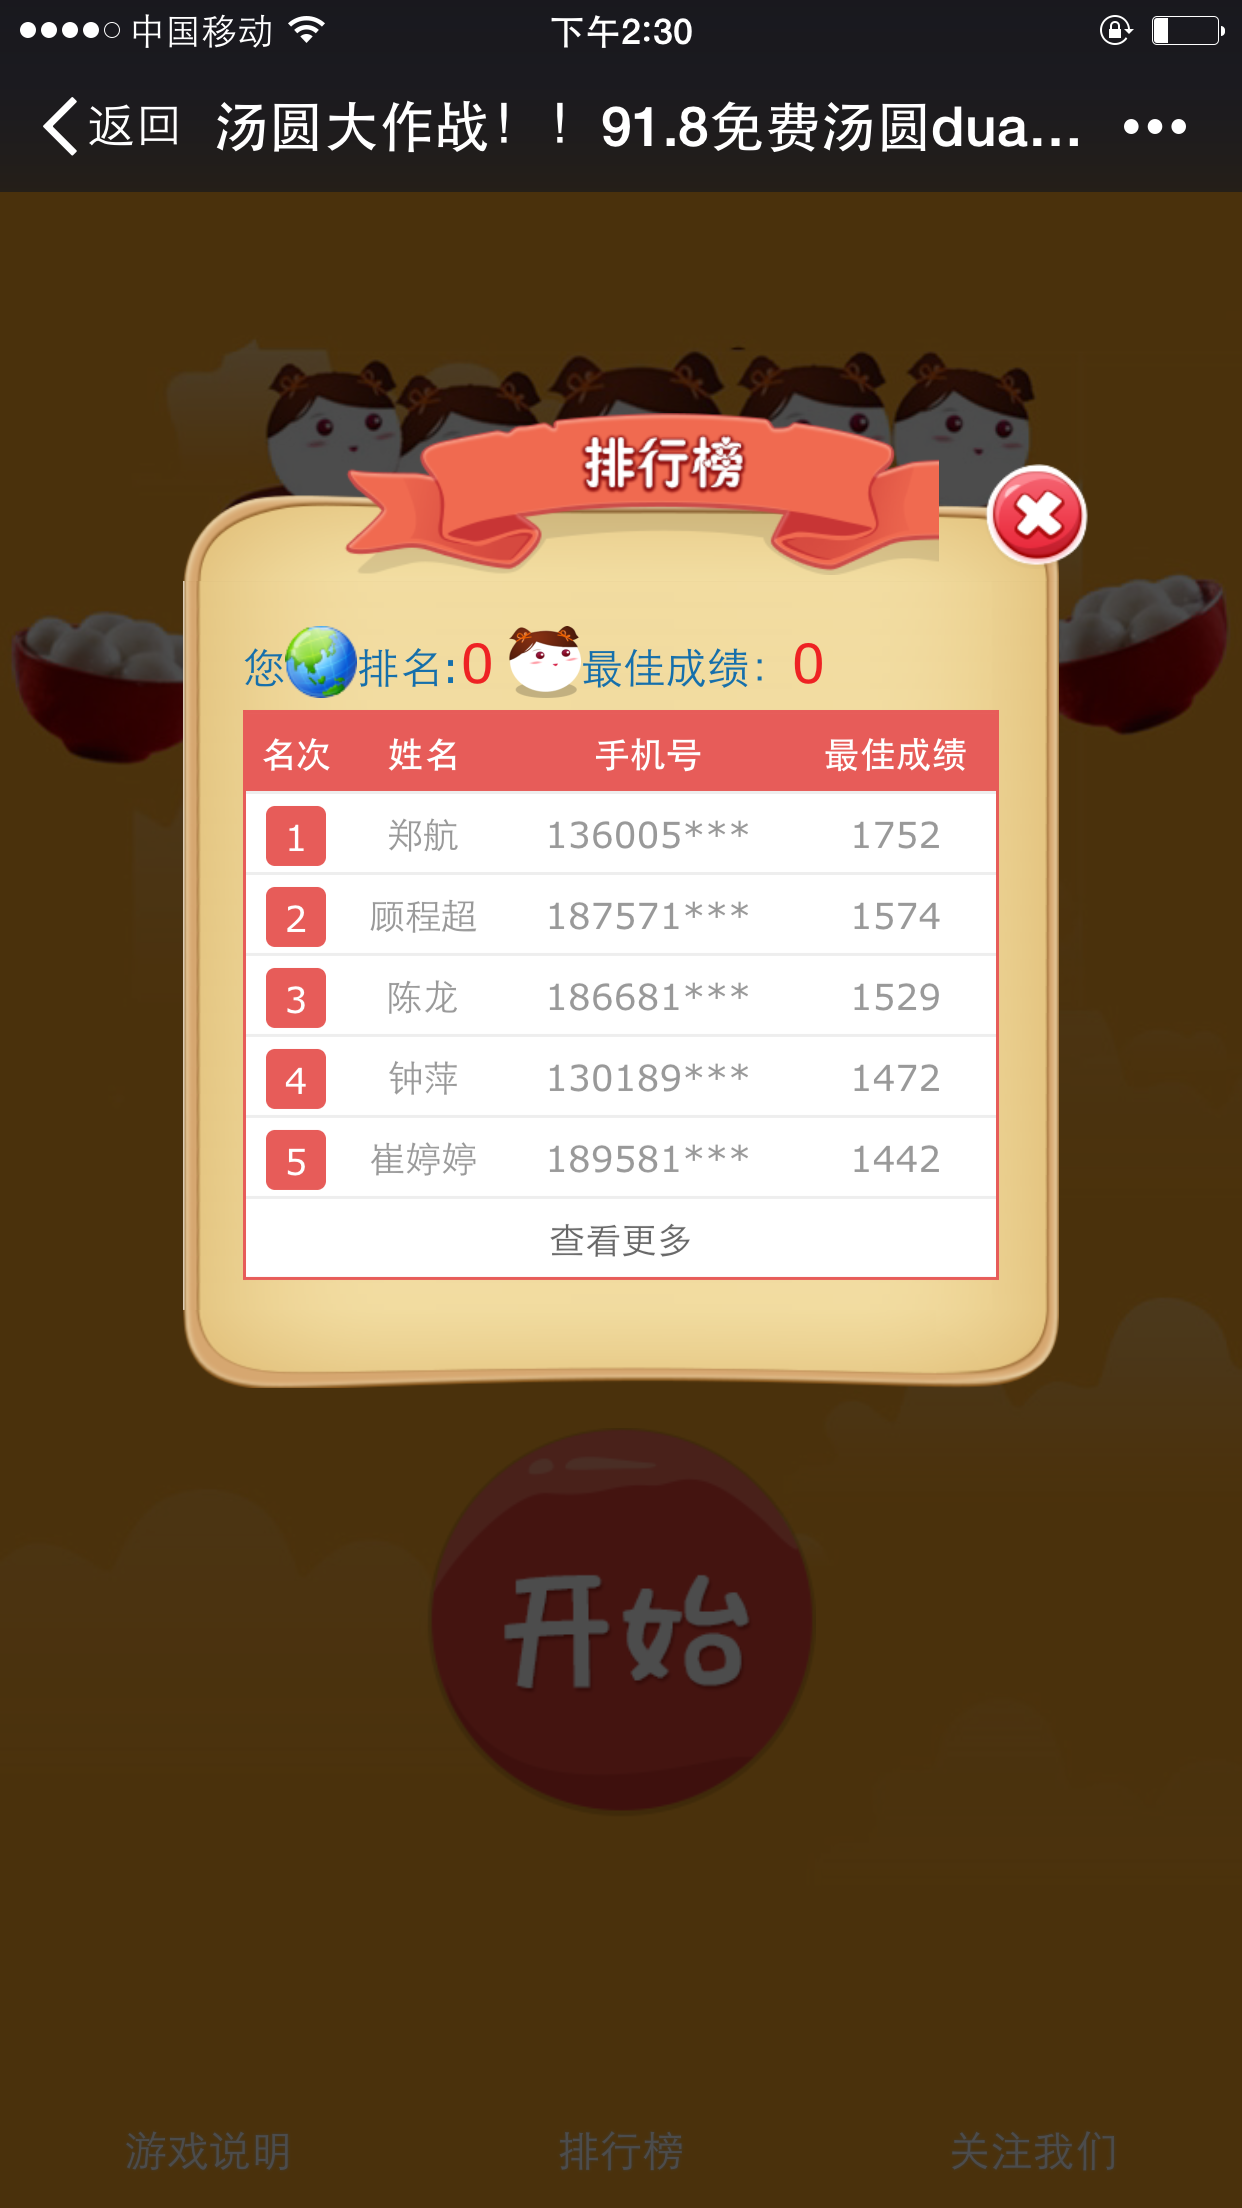 中国移动 下午2:30
返回 汤圆大作战！！91.8免费汤圆dua...
排行榜
您排名:0 最佳成绩：0
名次 姓名 手机号 最佳成绩
1 郑航 136005*** 1752
2 顾程超 187571*** 1574
3 陈龙 186681*** 1529
4 钟萍 130189*** 1472
5 崔婷婷 189581*** 1442
查看更多
开始
游戏说明 排行榜 关注我们